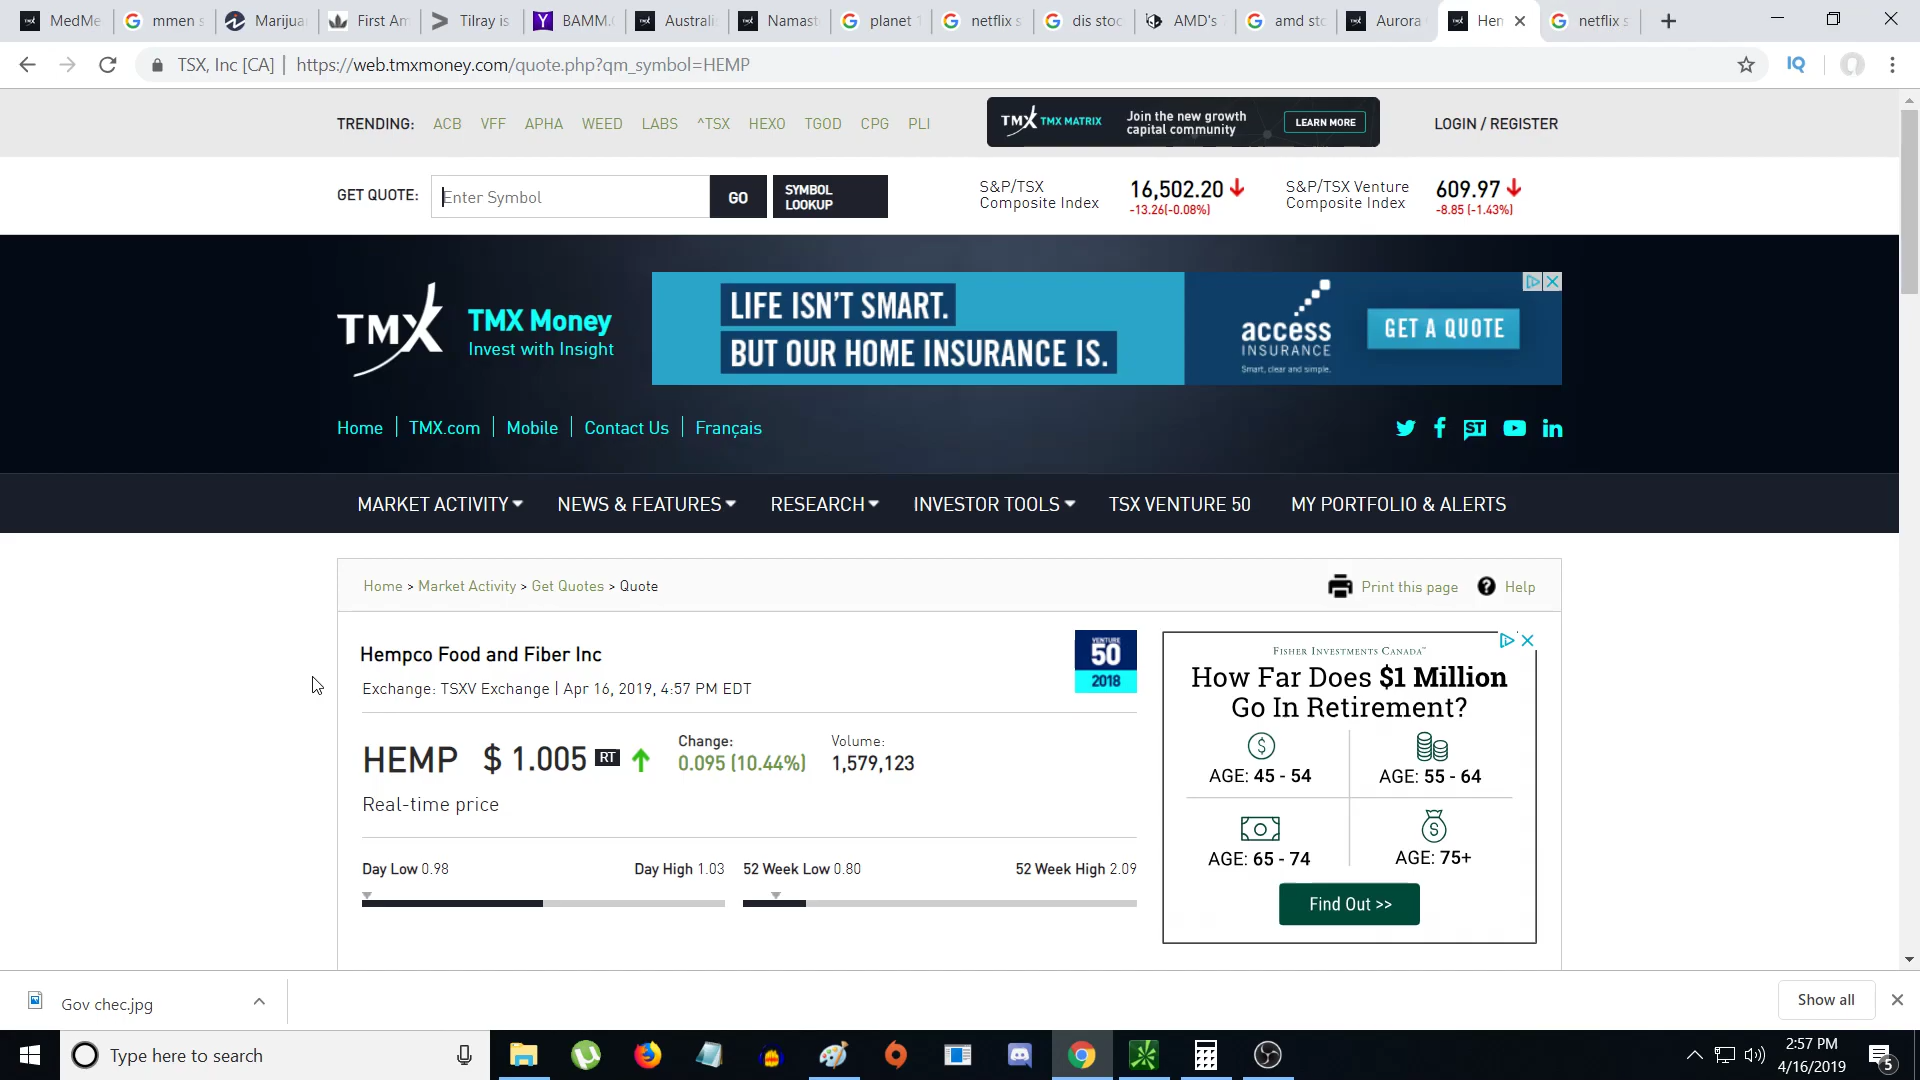 MedMe
mmen s
Marijua
First Am
Tilray is
BAMM.
Australi
Namast
planet 1
netflix s
dis stoc
AMD's
amd sto
Aurora
Hem
netflix s
TSX, Inc [CA] | https://web.tmxmoney.com/quote.php?qm_symbol=HEMP
IQ
TRENDING: ACB VFF APHA WEED LABS ^TSX HEXO TGOD CPG PLI
TMX TMX MATRIX
Join the new growth
capital community
LEARN MORE
LOGIN / REGISTER
GET QUOTE: Enter Symbol GO
SYMBOL
LOOKUP
S&P/TSX
Composite Index
16,502.20
-13.26(-0.08%)
S&P/TSX Venture
Composite Index
609.97
-8.85 (-1.43%)
TMX
TMX Money
Invest with Insight
LIFE ISN'T SMART.
BUT OUR HOME INSURANCE IS.
access
INSURANCE
Smart, clear and simple.
GET A QUOTE
Home | TMX.com | Mobile | Contact Us | Français
ST
MARKET ACTIVITY NEWS & FEATURES RESEARCH INVESTOR TOOLS TSX VENTURE 50 MY PORTFOLIO & ALERTS
Home > Market Activity > Get Quotes > Quote
Print this page
Help
Hempco Food and Fiber Inc
Exchange: TSXV Exchange | Apr 16, 2019, 4:57 PM EDT
VENTURE
50
2018
HEMP $ 1.005 RT
Change:
0.095 (10.44%)
Volume:
1,579,123
Real-time price
Day Low 0.98
Day High 1.03
52 Week Low 0.80
52 Week High 2.09
FISHER INVESTMENTS CANADA™
How Far Does $1 Million
Go In Retirement?
AGE: 45 - 54
AGE: 55 - 64
AGE: 65 - 74
AGE: 75+
Find Out >>
Gov chec.jpg
Show all
Type here to search
2:57 PM
4/16/2019
5